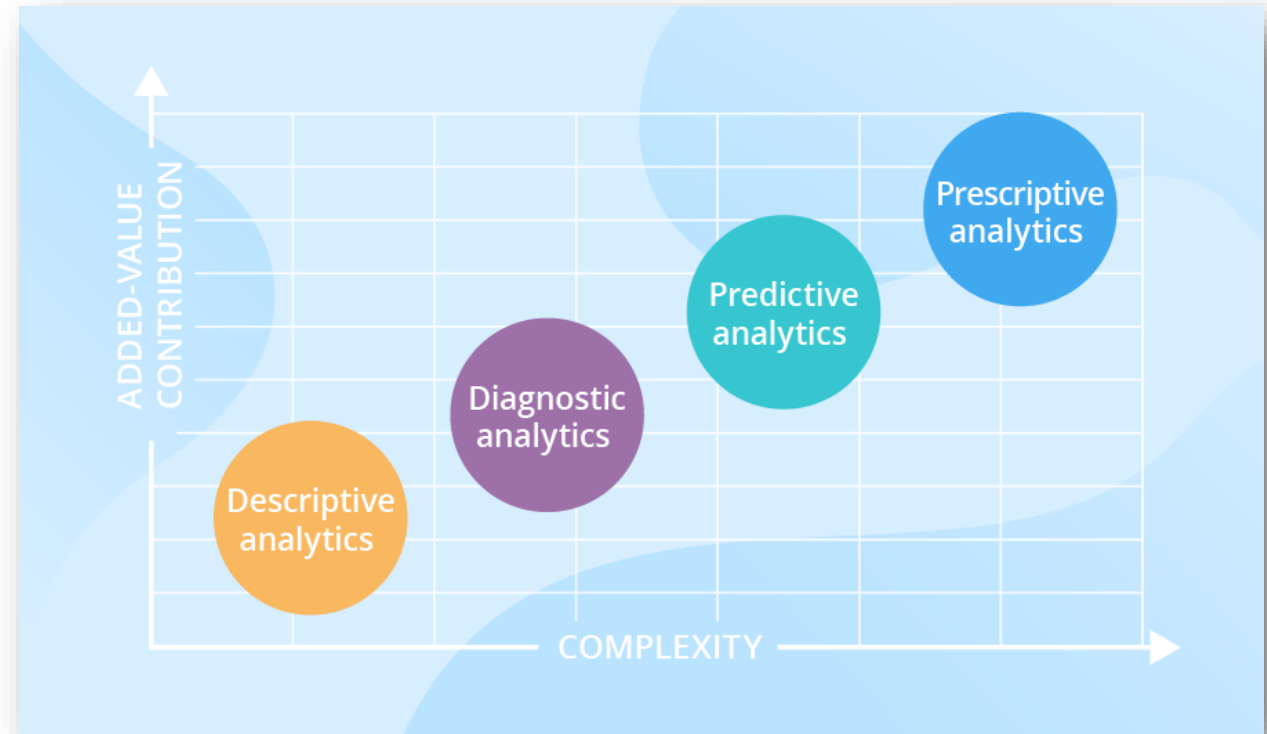 ADDED-VALUE
CONTRIBUTION
Prescriptive
analytics
Predictive
analytics
Diagnostic
analytics
Descriptive
analytics
COMPLEXITY